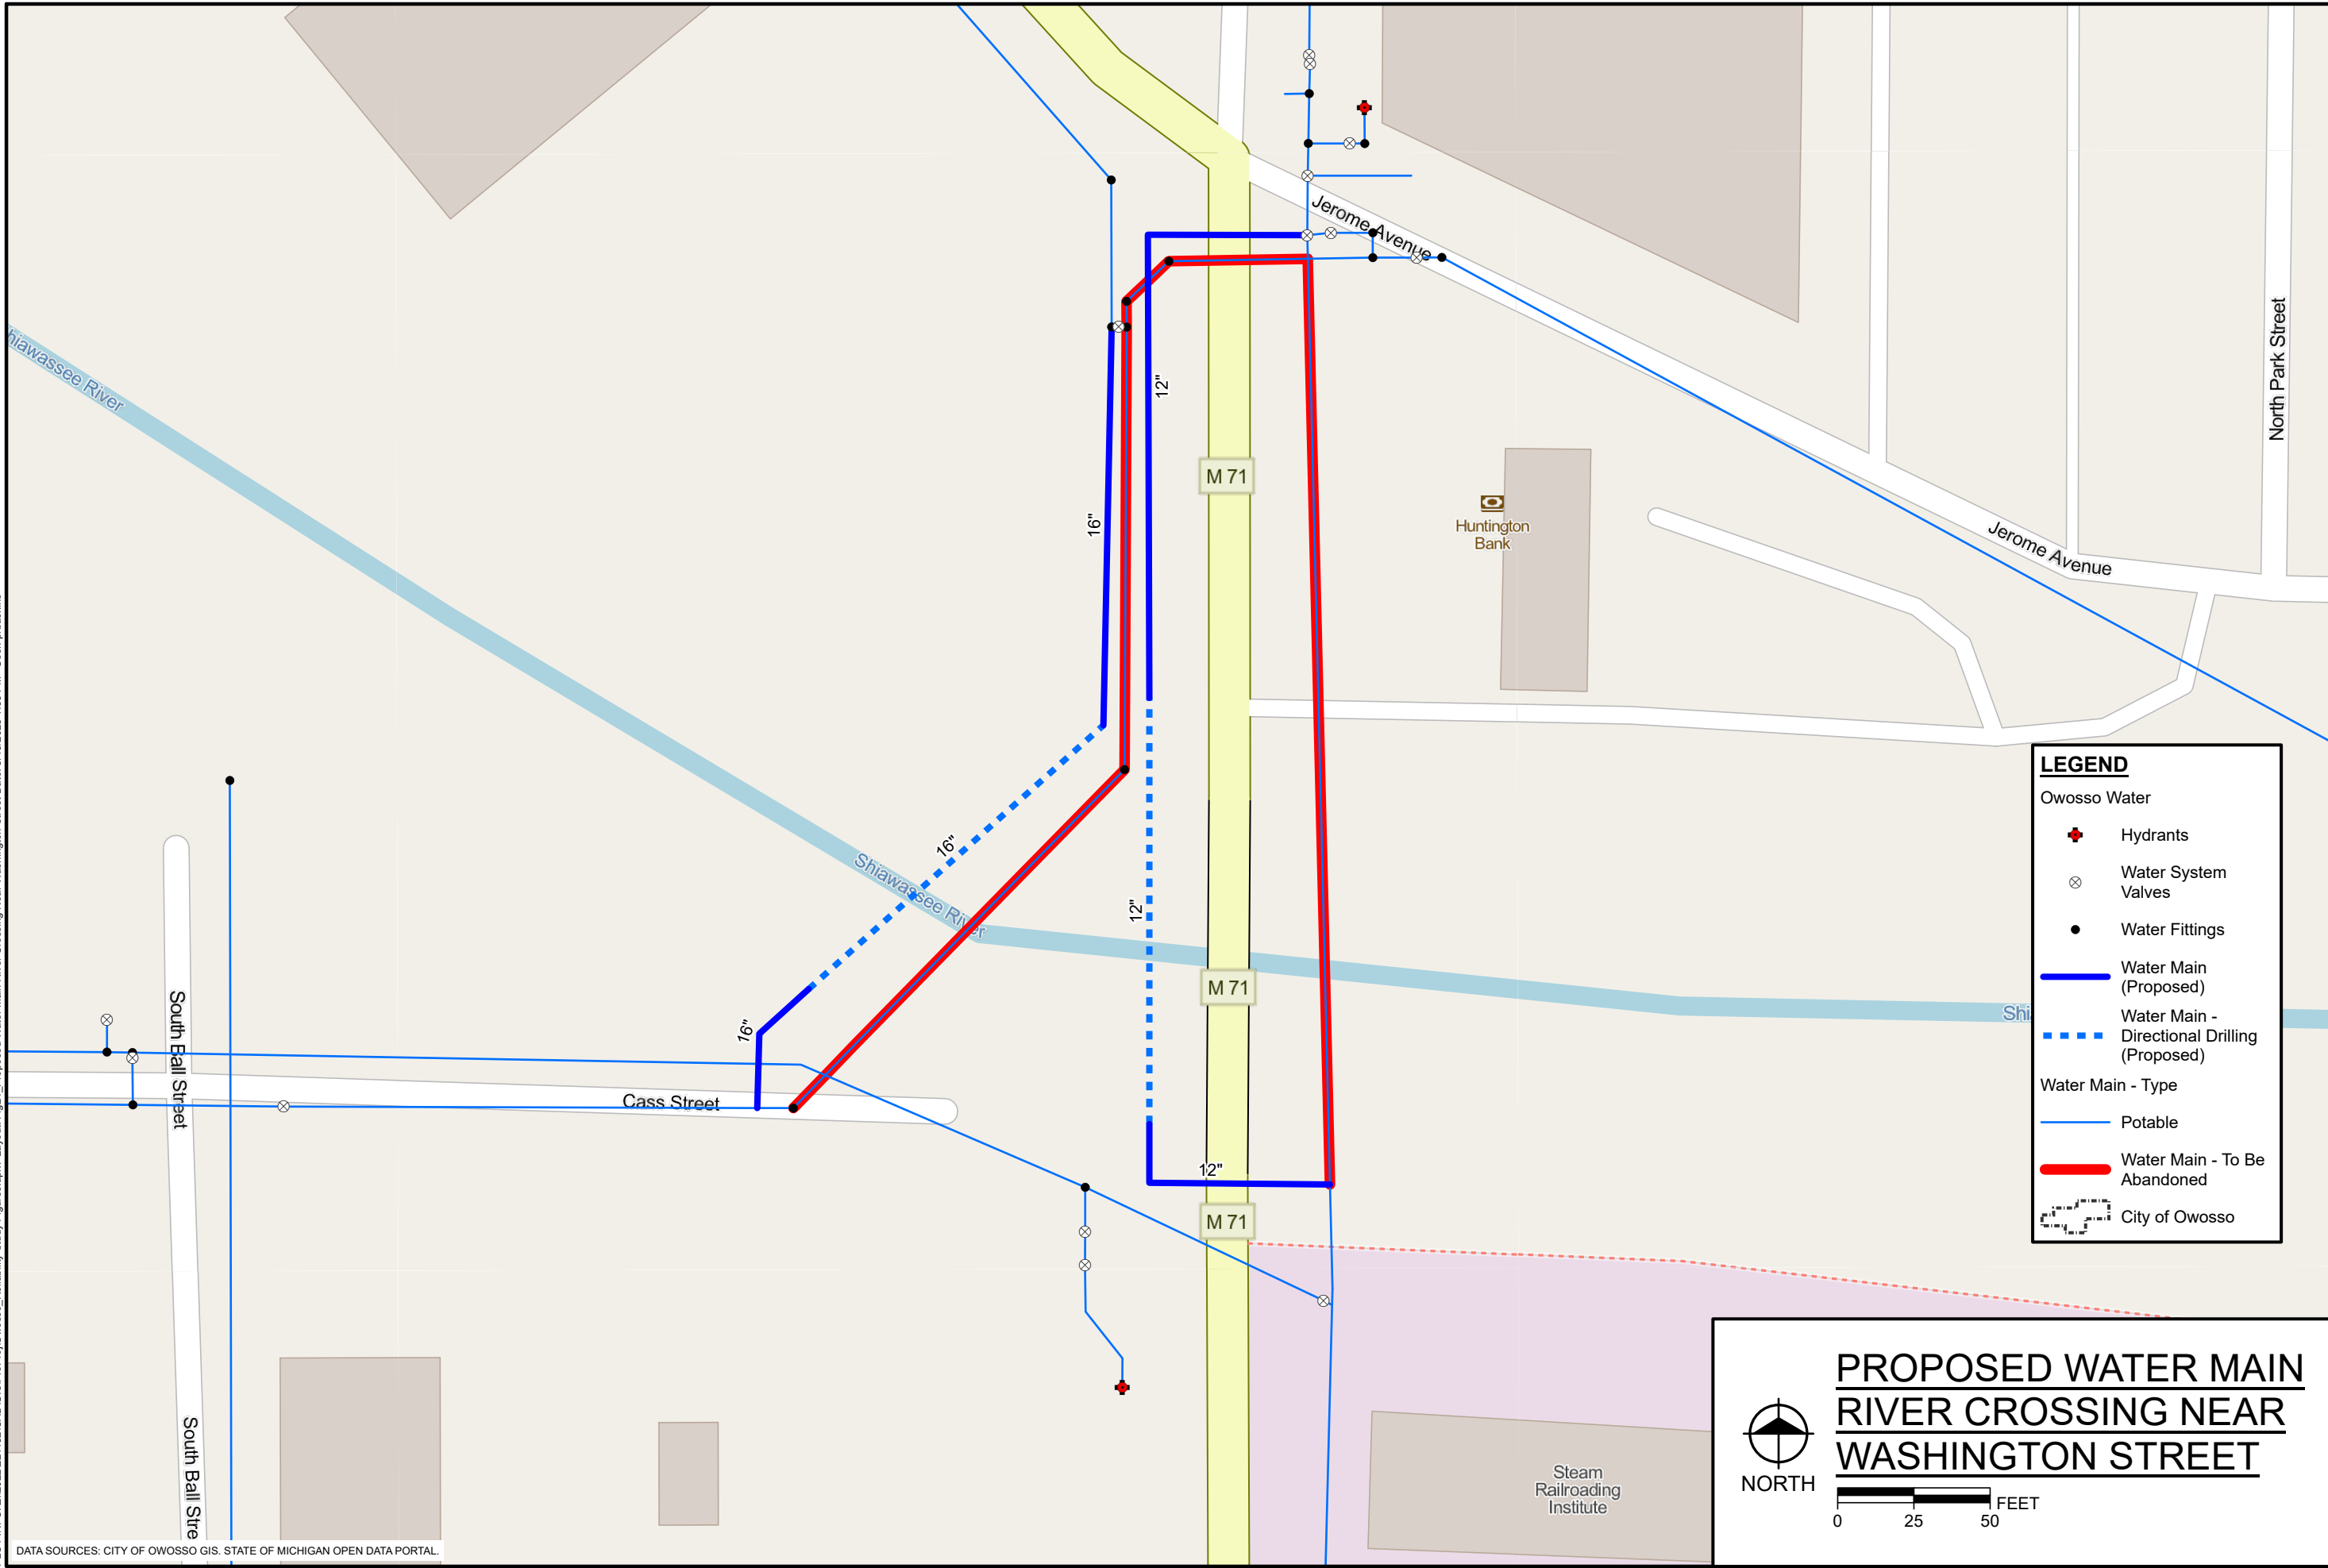 Jerome Avenue
North Park Street
hiawassee River
12"
M 71
16"
Huntington
Bank
Jerome Avenue
16"
Shiawassee River
12"
M 71
16"
South Ball Street
Cass Street
12"
M 71
Shi
LEGEND
Owosso Water
Hydrants
Water System
Valves
Water Fittings
Water Main
(Proposed)
Water Main -
Directional Drilling
(Proposed)
Water Main - Type
Potable
Water Main - To Be
Abandoned
City of Owosso
South Ball Stre
Steam
Railroading
Institute
PROPOSED WATER MAIN
RIVER CROSSING NEAR
WASHINGTON STREET
NORTH
FEET
0 25 50
DATA SOURCES: CITY OF OWOSSO GIS. STATE OF MICHIGAN OPEN DATA PORTAL.